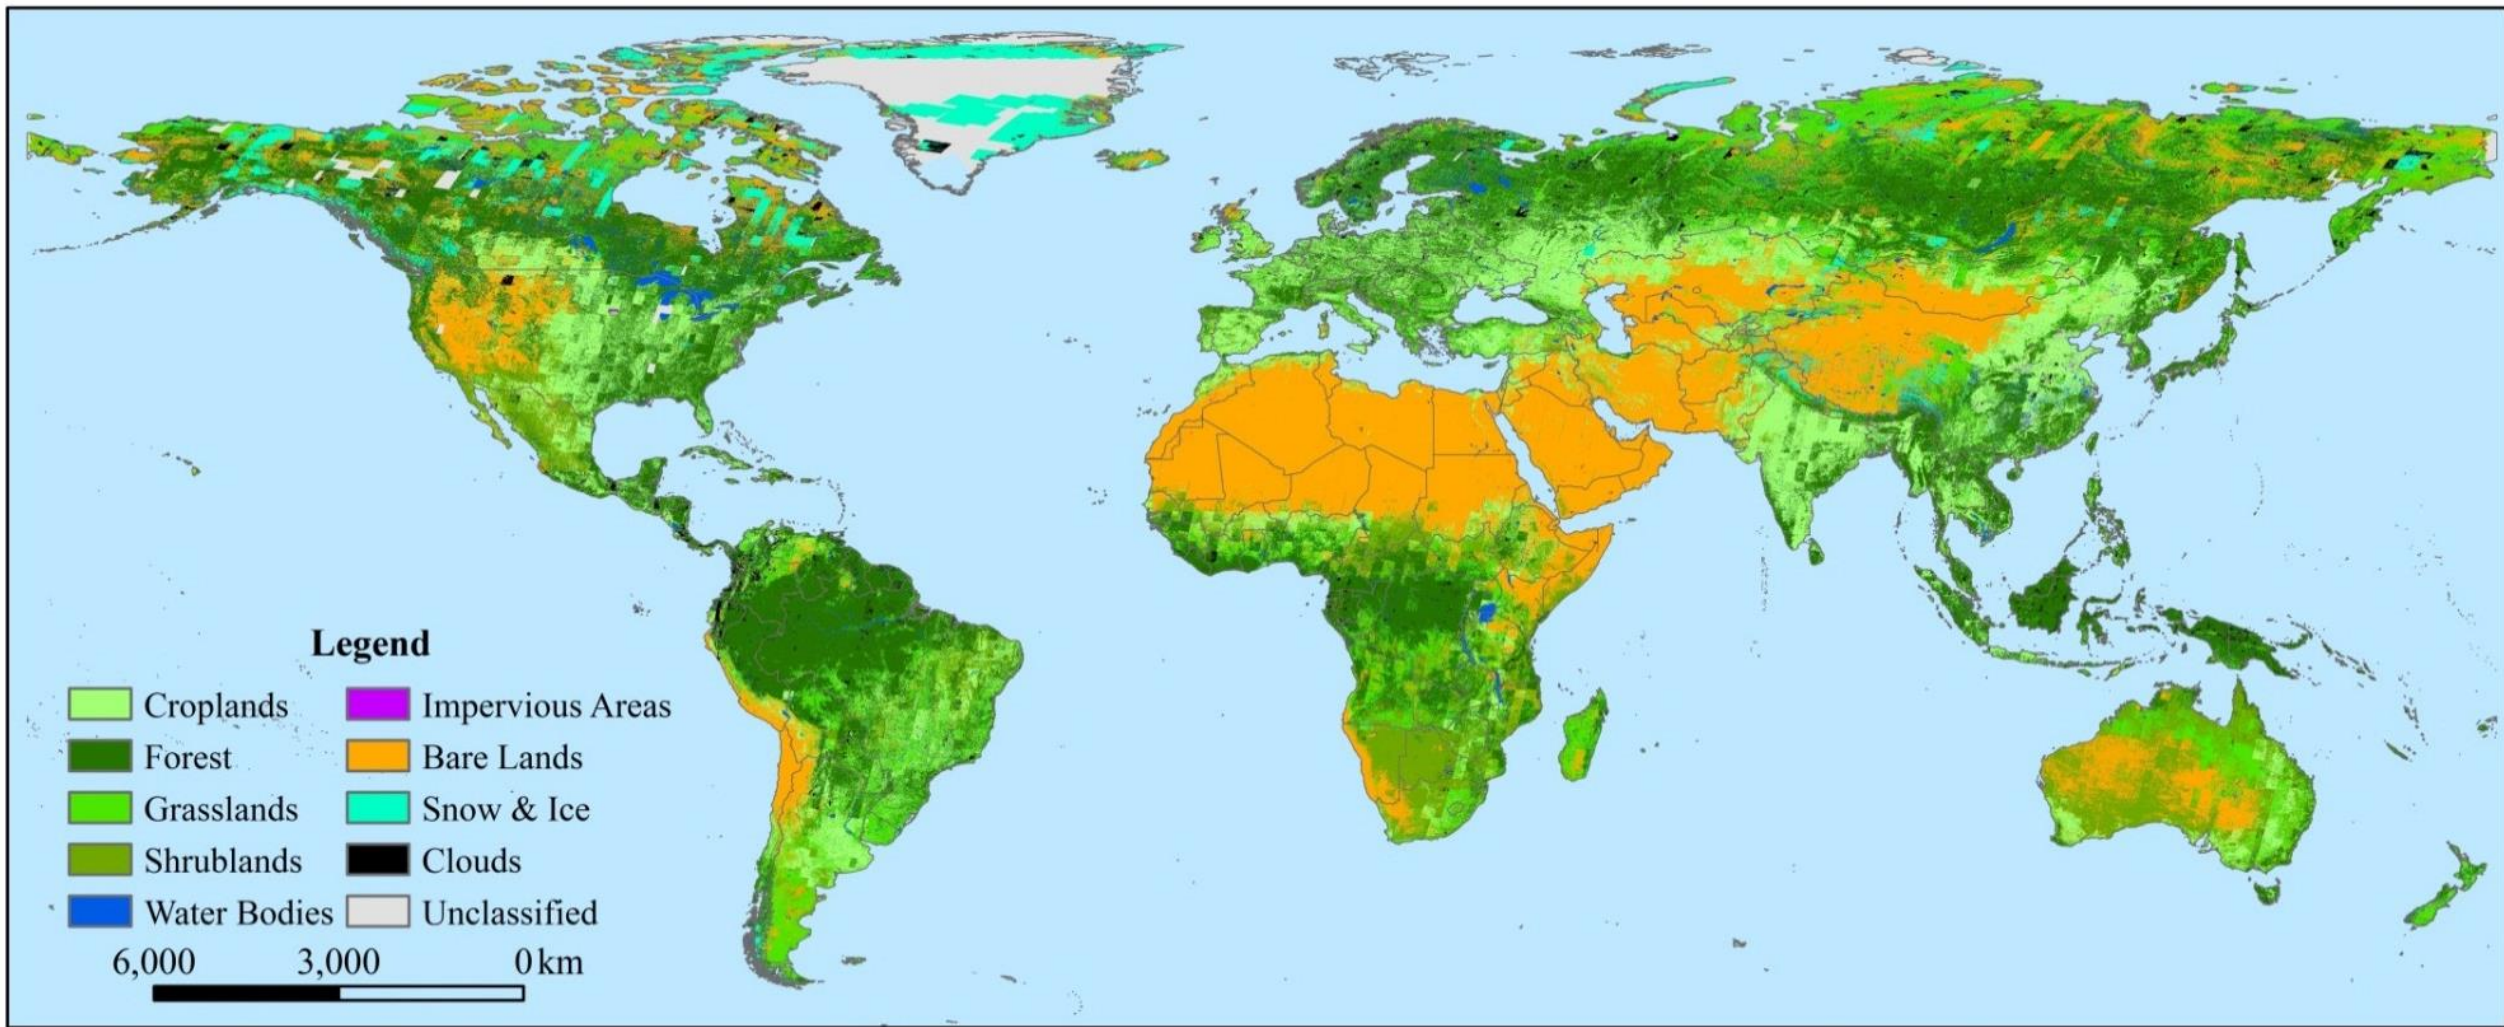 Legend
Croplands
Forest
Grasslands
Shrublands
Water Bodies
Impervious Areas
Bare Lands
Snow & Ice
Clouds
Unclassified
6,000 3,000 0 km